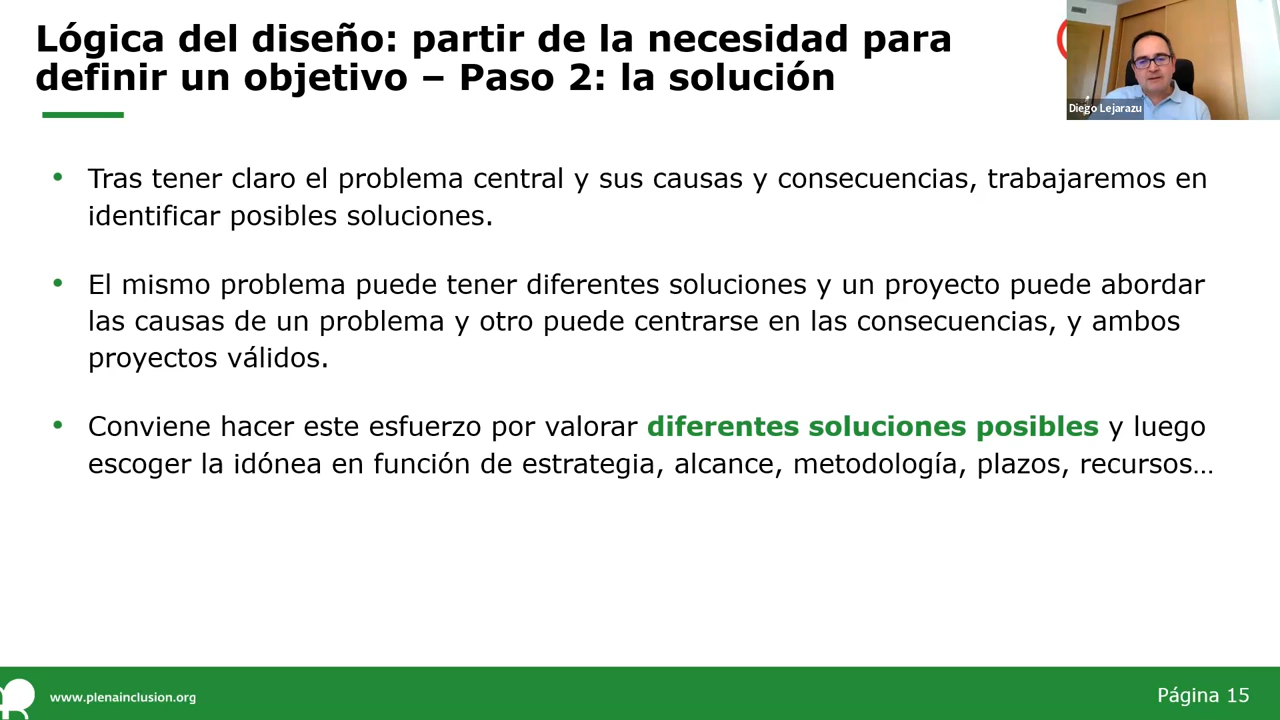 Lógica del diseño: partir de la necesidad para
definir un objetivo – Paso 2: la solución
Diego Lejarazu
• Tras tener claro el problema central y sus causas y consecuencias, trabajaremos en
identificar posibles soluciones.
• El mismo problema puede tener diferentes soluciones y un proyecto puede abordar
las causas de un problema y otro puede centrarse en las consecuencias, y ambos
proyectos válidos.
• Conviene hacer este esfuerzo por valorar diferentes soluciones posibles y luego
escoger la idónea en función de estrategia, alcance, metodología, plazos, recursos…
www.plenainclusion.org
Página 15